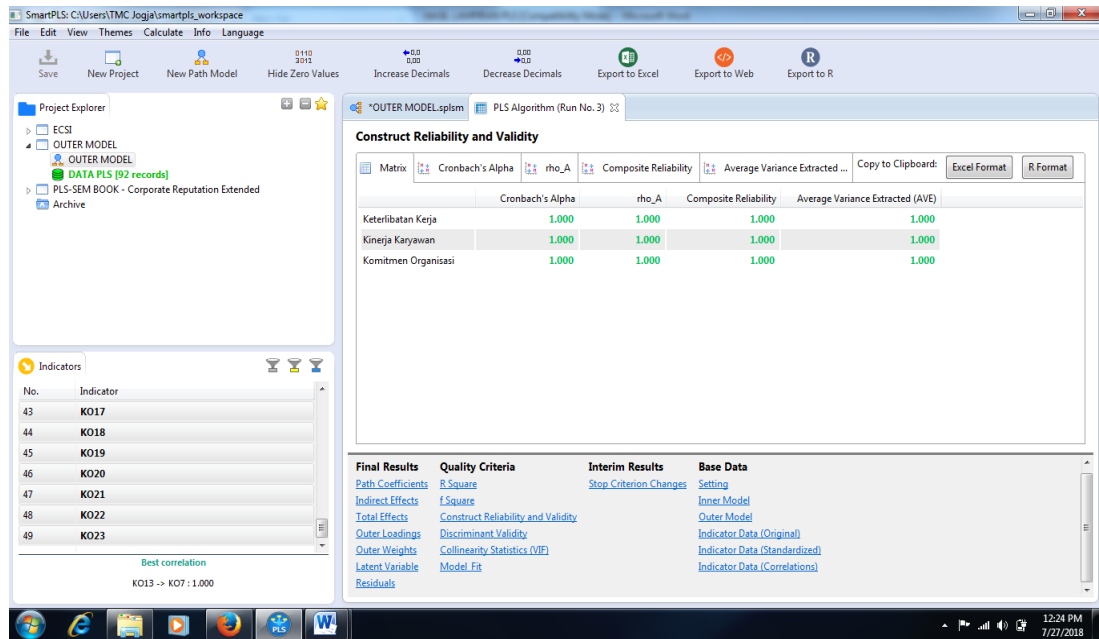 SmartPLS: C:\Users\TMC Jogja\smartpls_workspace
File Edit View Themes Calculate Info Language
Save
New Project
New Path Model
Hide Zero Values
Increase Decimals
Decrease Decimals
Export to Excel
Export to Web
Export to R
Project Explorer
ECSI
OUTER MODEL
OUTER MODEL
DATA PLS [92 records]
PLS-SEM BOOK - Corporate Reputation Extended
Archive
Indicators
No. Indicator
43 KO17
44 KO18
45 KO19
46 KO20
47 KO21
48 KO22
49 KO23
Best correlation
KO13 -> KO7 : 1.000
*OUTER MODEL.splsm PLS Algorithm (Run No. 3)
Construct Reliability and Validity
Matrix Cronbach's Alpha rho_A Composite Reliability Average Variance Extracted ... Copy to Clipboard: Excel Format R Format
Cronbach's Alpha rho_A Composite Reliability Average Variance Extracted (AVE)
Keterlibatan Kerja 1.000 1.000 1.000 1.000
Kinerja Karyawan 1.000 1.000 1.000 1.000
Komitmen Organisasi 1.000 1.000 1.000 1.000
Final Results Quality Criteria Interim Results Base Data
Path Coefficients R Square Stop Criterion Changes Setting
Indirect Effects f Square Inner Model
Total Effects Construct Reliability and Validity Outer Model
Outer Loadings Discriminant Validity Indicator Data (Original)
Outer Weights Collinearity Statistics (VIF) Indicator Data (Standardized)
Latent Variable Model_Fit Indicator Data (Correlations)
Residuals
PLS
12:24 PM
7/27/2018